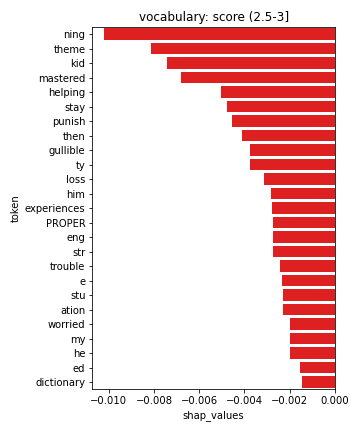 vocabulary: score (2.5-3]
token
ning
theme
kid
mastered
helping
stay
punish
then
gullible
ty
loss
him
experiences
PROPER
eng
str
trouble
e
stu
ation
worried
my
he
ed
dictionary
−0.010 −0.008 −0.006 −0.004 −0.002 0.000
shap_values